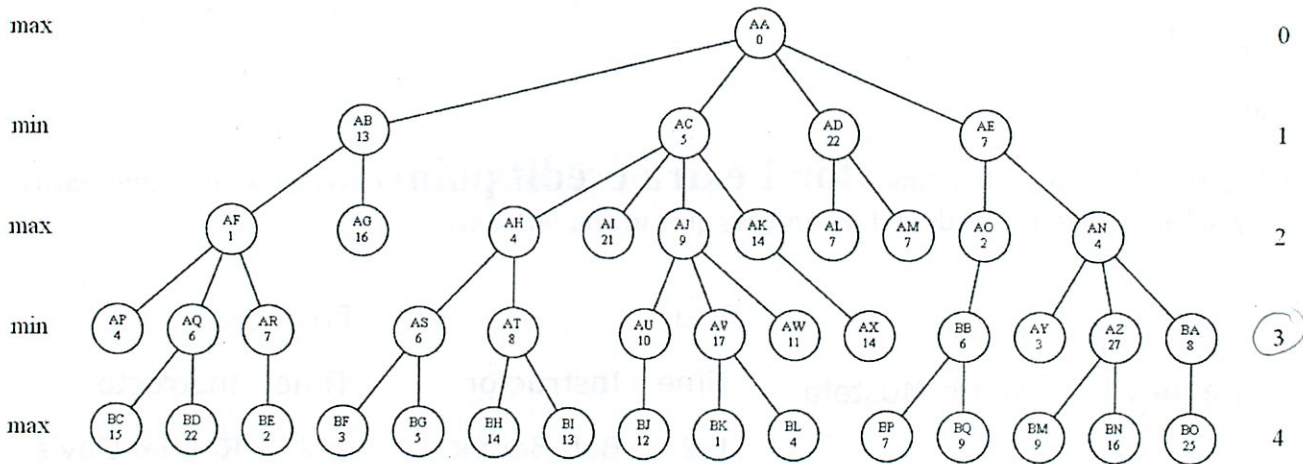 max AA 0
0
min AB AC AD AE 1
13 5 22 7
max AF AG AH AI AJ AK AL AM AO AN 2
1 16 4 21 9 14 7 7 2 4
min AP AQ AR AS AT AU AV AW AX BB AY AZ BA 3
4 6 7 6 8 10 17 11 14 6 3 27 8
max BC BD BE BF BG BH BI BJ BK BL BP BQ BM BN BO 4
15 22 2 3 5 14 13 12 1 4 7 9 9 16 25